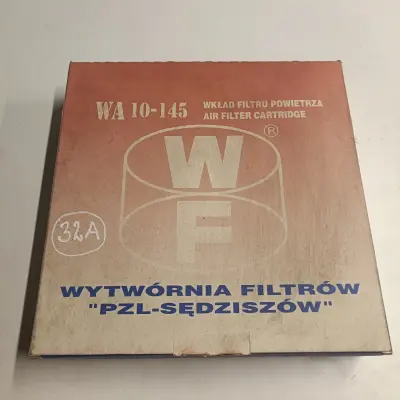 WA 10-145
WKŁAD FILTRU POWIETRZA
AIR FILTER CARTRIDGE
®
W
F
32A
WYTWÓRNIA FILTRÓW
"PZL-SĘDZISZÓW"